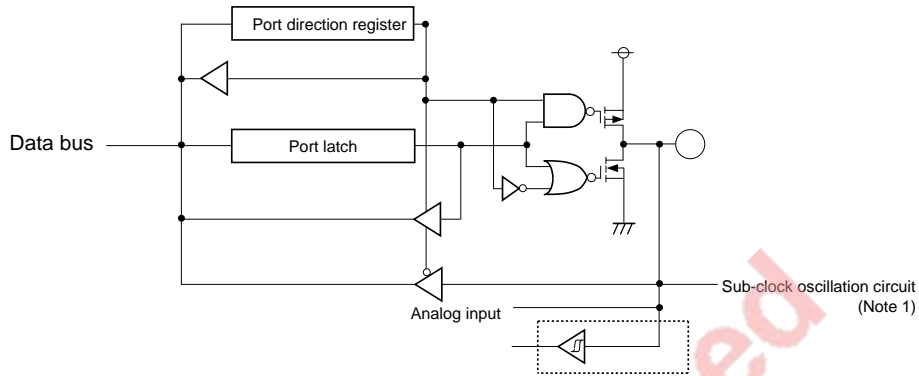 Port direction register
Data bus
Port latch
Sub-clock oscillation circuit
(Note 1)
Analog input